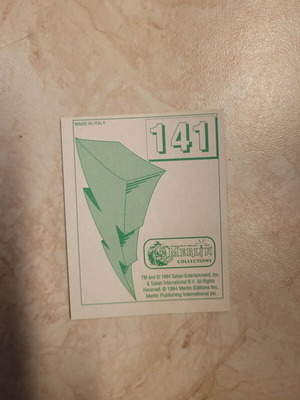 MADE IN ITALY
141
MERLIN
COLLECTIONS
TM and © 1994 Saban Entertainment, Inc.
& Saban International N.V. All Rights
Reserved. © 1994 Merlin Editions Inc.
Merlin Publishing International plc